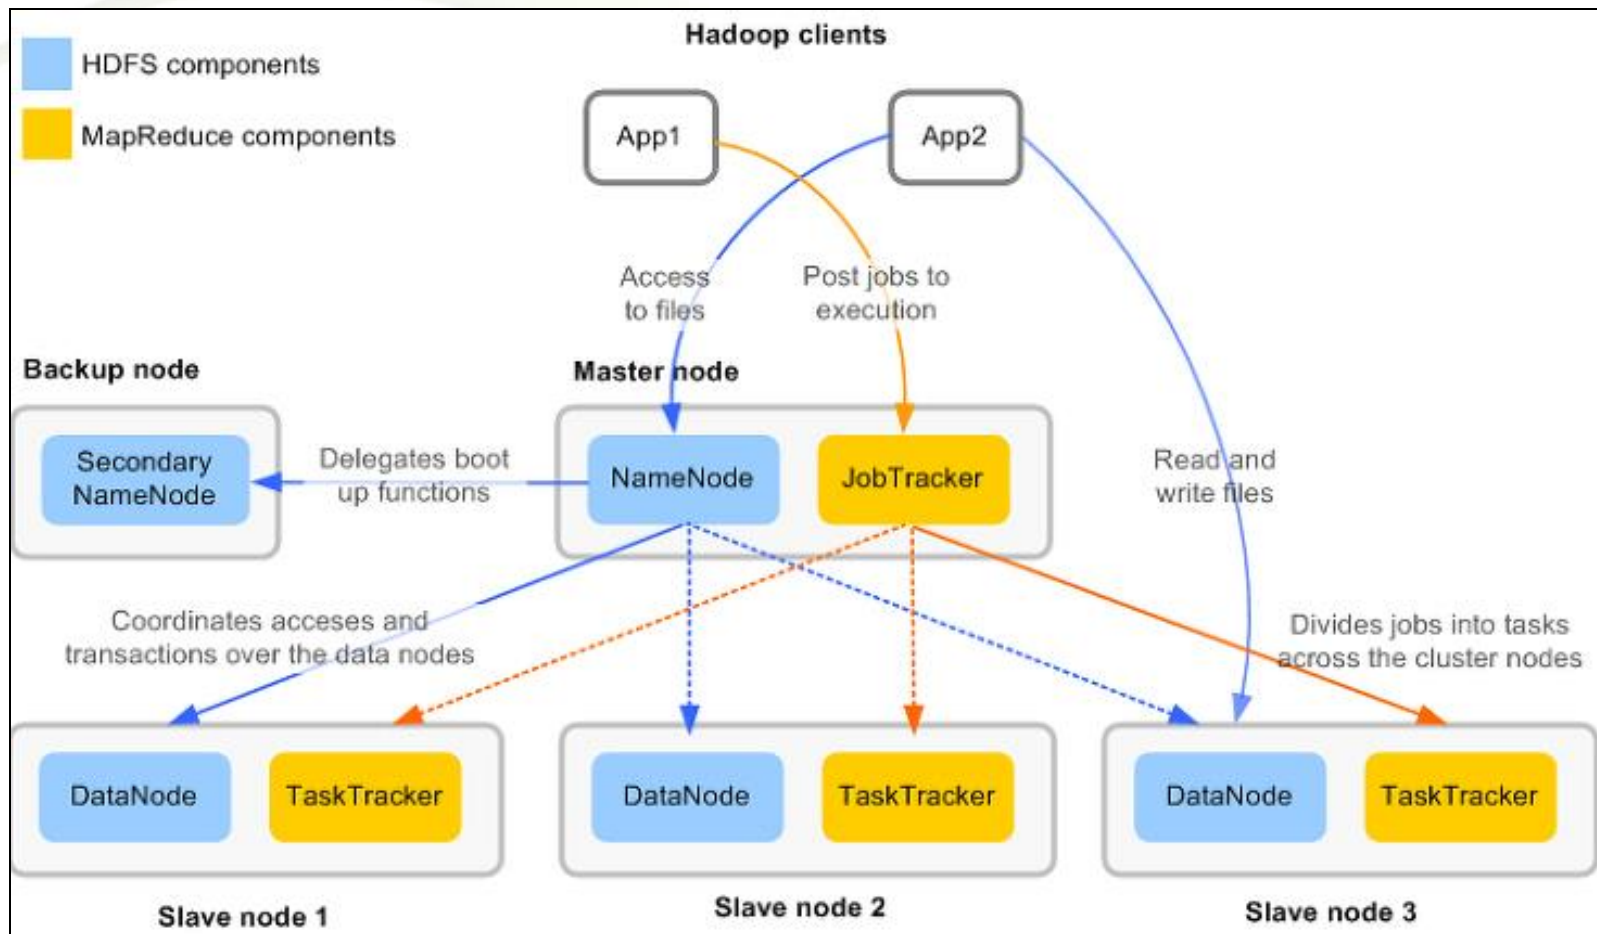 Hadoop clients
HDFS components
MapReduce components
App1
App2
Access
to files
Post jobs to
execution
Backup node
Master node
Secondary
NameNode
Delegates boot
up functions
NameNode
JobTracker
Read and
write files
Coordinates acceses and
transactions over the data nodes
Divides jobs into tasks
across the cluster nodes
DataNode
TaskTracker
DataNode
TaskTracker
DataNode
TaskTracker
Slave node 1
Slave node 2
Slave node 3